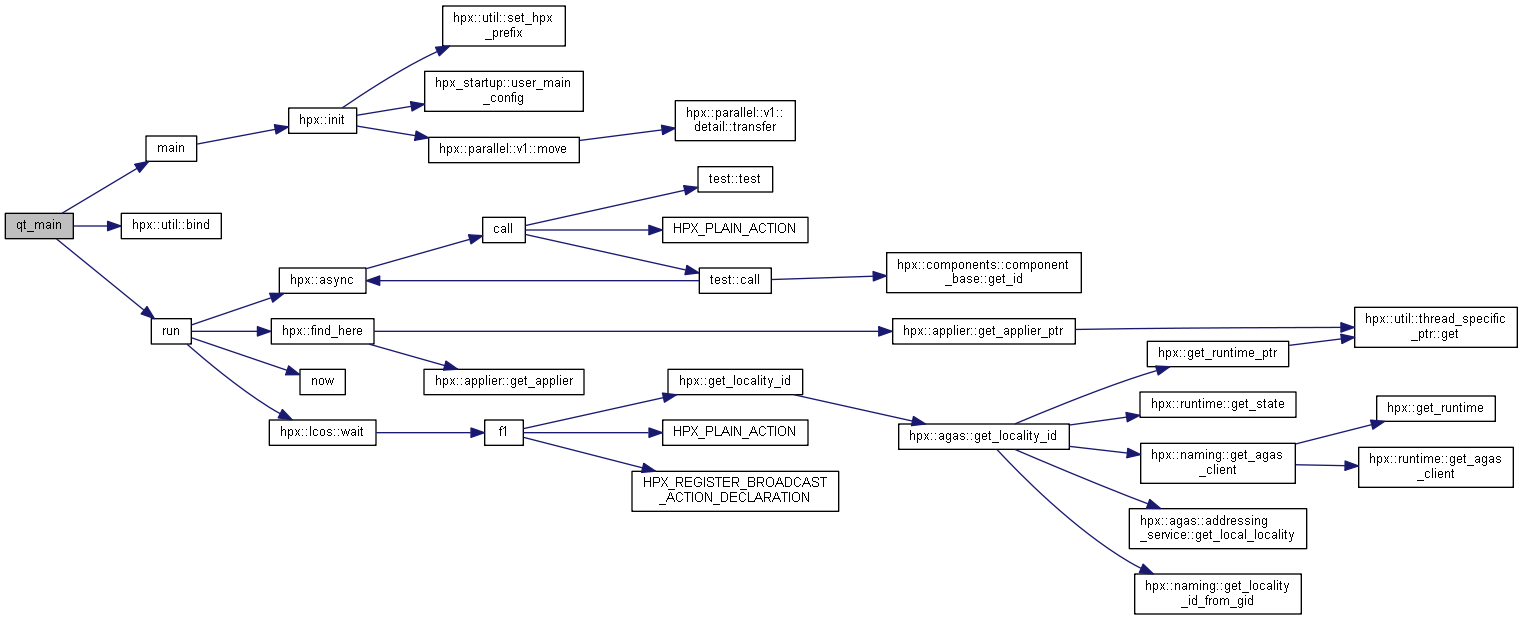 hpx::util::set_hpx
_prefix
hpx_startup::user_main
_config
hpx::init
hpx::parallel::v1::
detail::transfer
main
hpx::parallel::v1::move
test::test
qt_main
hpx::util::bind
call
HPX_PLAIN_ACTION
hpx::async
test::call
hpx::components::component
_base::get_id
run
hpx::find_here
hpx::applier::get_applier_ptr
hpx::util::thread_specific
_ptr::get
hpx::get_runtime_ptr
now
hpx::applier::get_applier
hpx::get_locality_id
hpx::runtime::get_state
hpx::get_runtime
hpx::lcos::wait
f1
HPX_PLAIN_ACTION
hpx::agas::get_locality_id
hpx::naming::get_agas
_client
hpx::runtime::get_agas
_client
HPX_REGISTER_BROADCAST
_ACTION_DECLARATION
hpx::agas::addressing
_service::get_local_locality
hpx::naming::get_locality
_id_from_gid